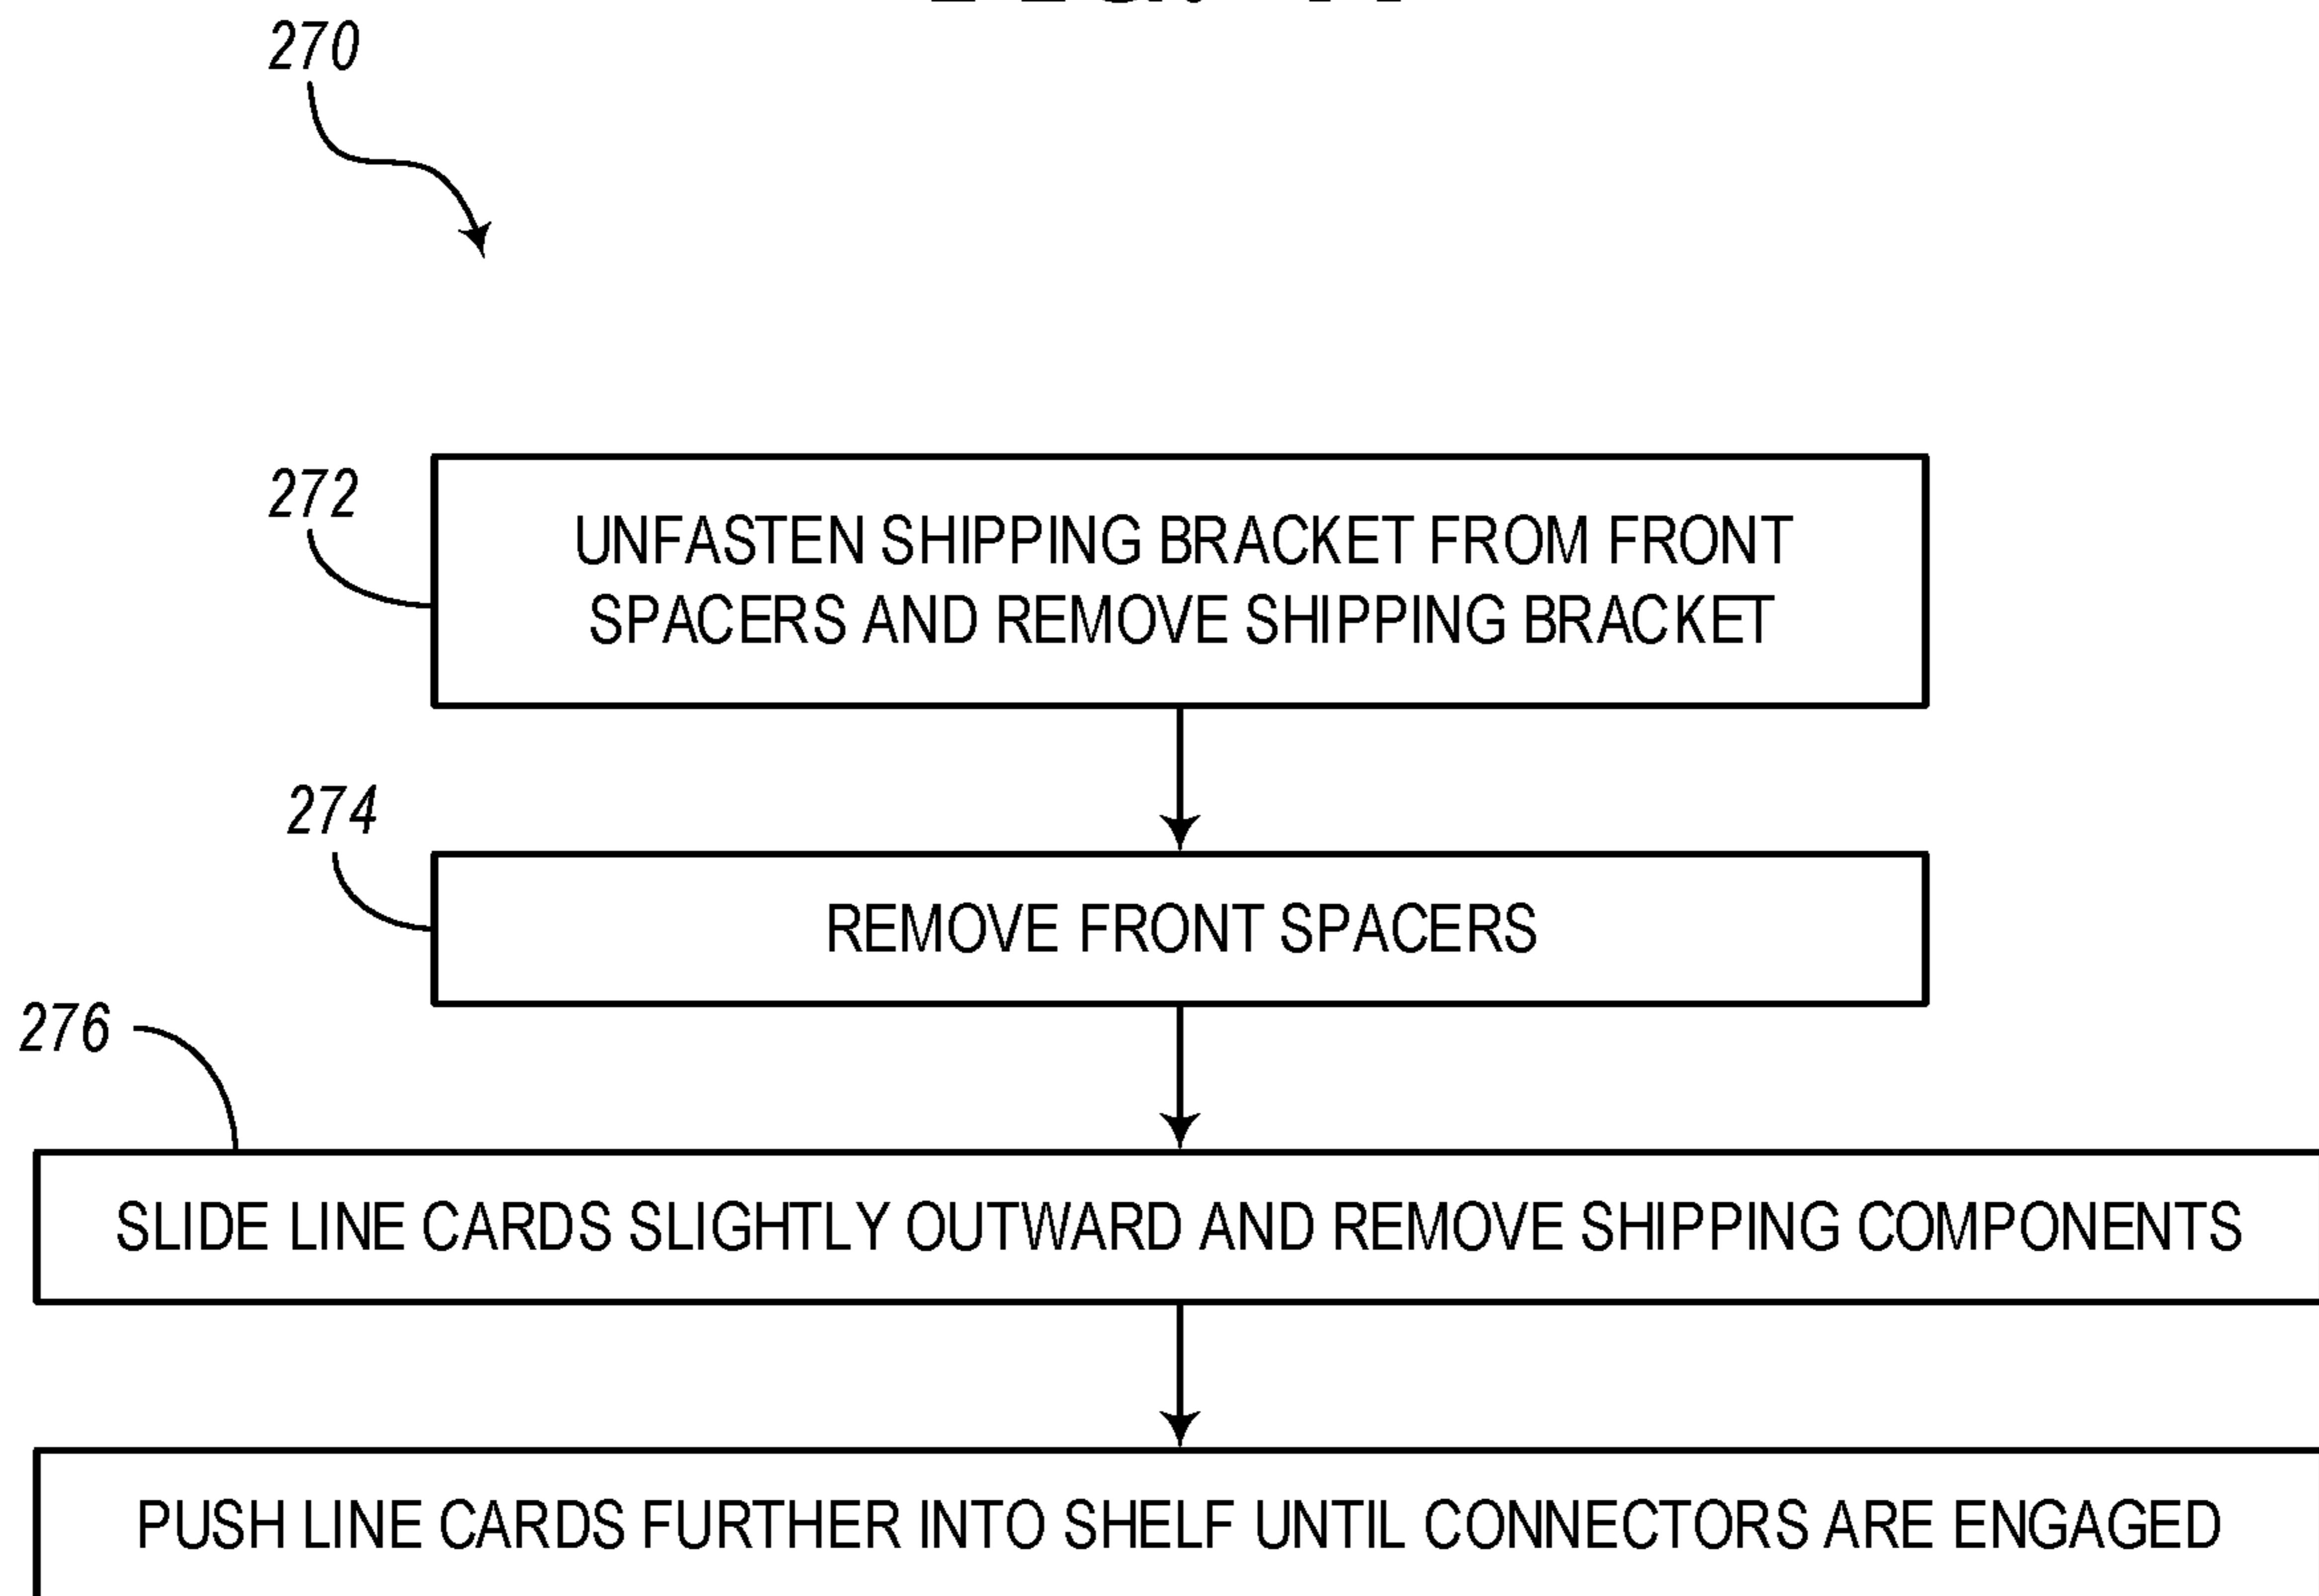 270
272
UNFASTEN SHIPPING BRACKET FROM FRONT
SPACERS AND REMOVE SHIPPING BRACKET
274
REMOVE FRONT SPACERS
276
SLIDE LINE CARDS SLIGHTLY OUTWARD AND REMOVE SHIPPING COMPONENTS
PUSH LINE CARDS FURTHER INTO SHELF UNTIL CONNECTORS ARE ENGAGED